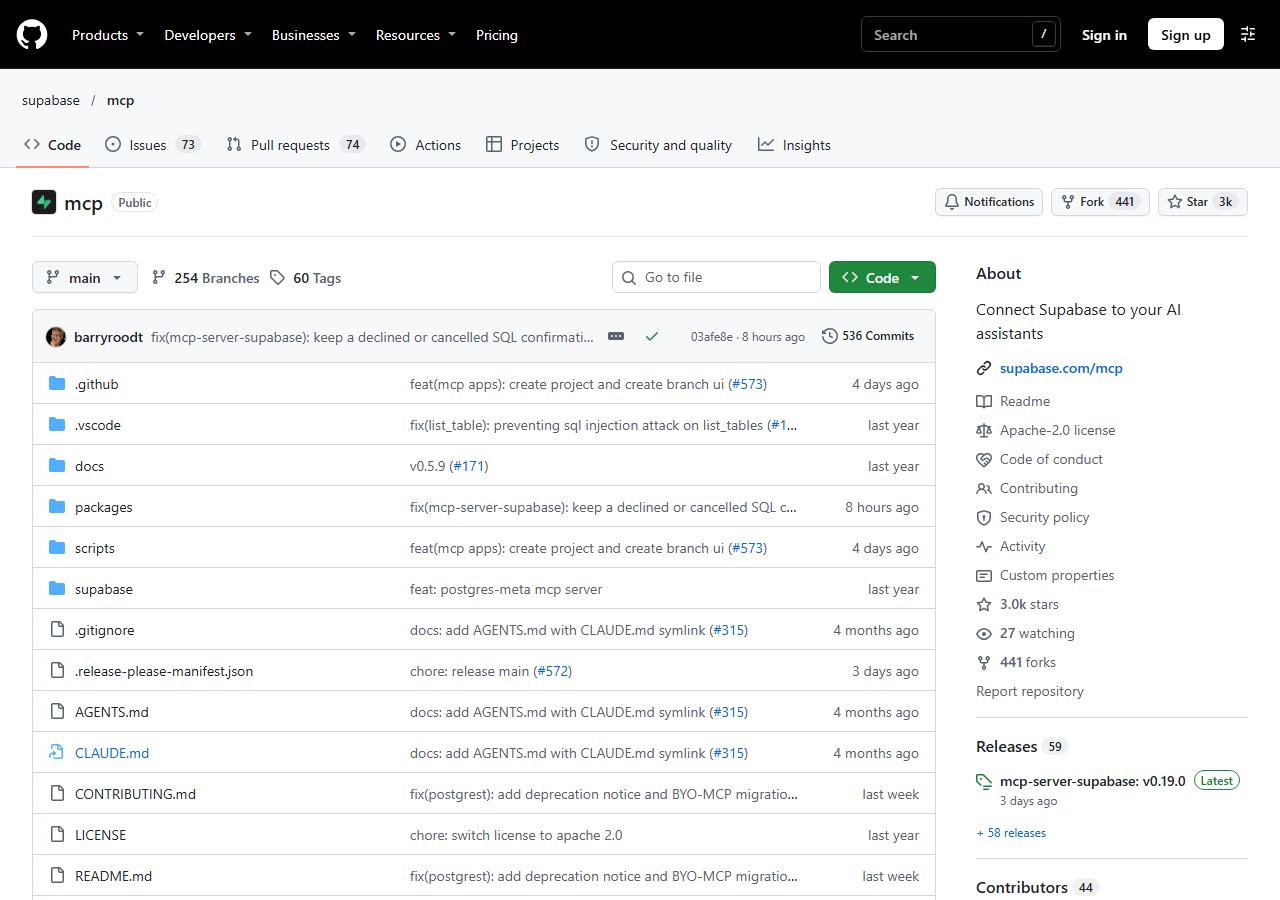 Products Developers Businesses Resources Pricing Search / Sign in Sign up
supabase / mcp
Code Issues 73 Pull requests 74 Actions Projects Security and quality Insights
mcp Public Notifications Fork 441 Star 3k
main 254 Branches 60 Tags Go to file Code
barryroodt fix(mcp-server-supabase): keep a declined or cancelled SQL confirmati... 03afe8e · 8 hours ago 536 Commits
.github feat(mcp apps): create project and create branch ui (#573) 4 days ago
.vscode fix(list_table): preventing sql injection attack on list_tables (#1... last year
docs v0.5.9 (#171) last year
packages fix(mcp-server-supabase): keep a declined or cancelled SQL c... 8 hours ago
scripts feat(mcp apps): create project and create branch ui (#573) 4 days ago
supabase feat: postgres-meta mcp server last year
.gitignore docs: add AGENTS.md with CLAUDE.md symlink (#315) 4 months ago
.release-please-manifest.json chore: release main (#572) 3 days ago
AGENTS.md docs: add AGENTS.md with CLAUDE.md symlink (#315) 4 months ago
CLAUDE.md docs: add AGENTS.md with CLAUDE.md symlink (#315) 4 months ago
CONTRIBUTING.md fix(postgrest): add deprecation notice and BYO-MCP migratio... last week
LICENSE chore: switch license to apache 2.0 last year
README.md fix(postgrest): add deprecation notice and BYO-MCP migratio... last week
About
Connect Supabase to your AI
assistants
supabase.com/mcp
Readme
Apache-2.0 license
Code of conduct
Contributing
Security policy
Activity
Custom properties
3.0k stars
27 watching
441 forks
Report repository
Releases 59
mcp-server-supabase: v0.19.0 Latest
3 days ago
+ 58 releases
Contributors 44